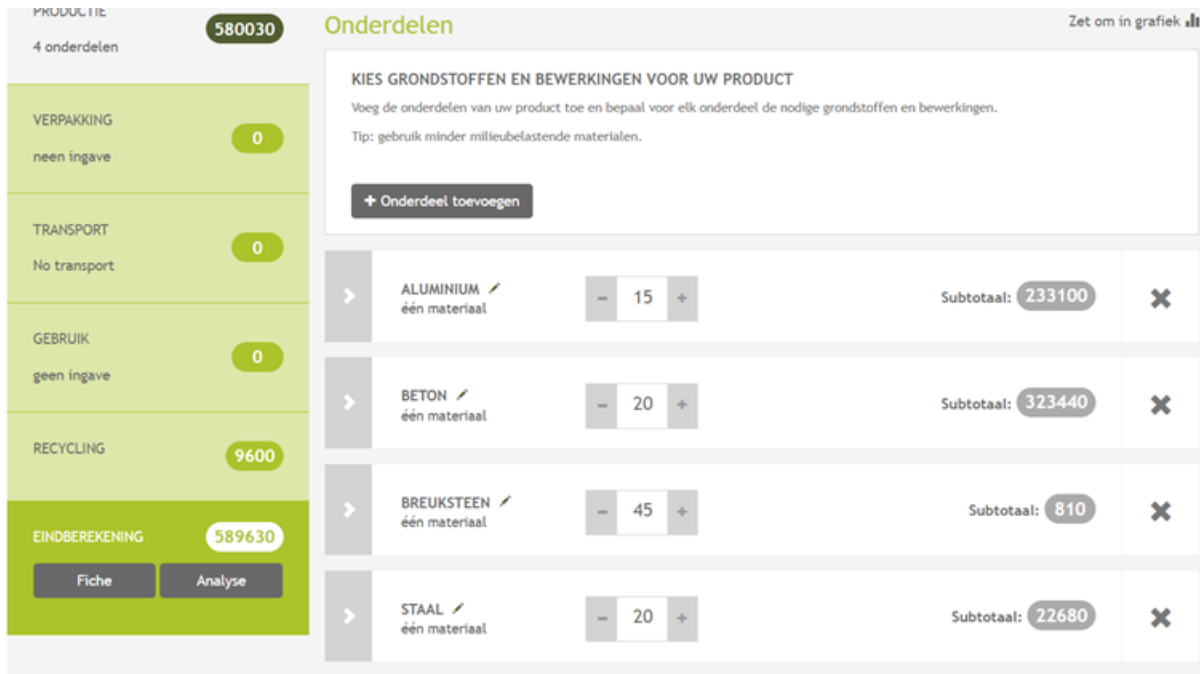 PRODUCTIE
580030
4 onderdelen
VERPAKKING
0
neen ingave
TRANSPORT
0
No transport
GEBRUIK
0
geen ingave
RECYCLING
9600
EINDBEREKENING
589630
Fiche
Analyse
Onderdelen
Zet om in grafiek
KIES GRONDSTOFFEN EN BEWERKINGEN VOOR UW PRODUCT
Voeg de onderdelen van uw product toe en bepaal voor elk onderdeel de nodige grondstoffen en bewerkingen.
Tip: gebruik minder milieubelastende materialen.
+ Onderdeel toevoegen
ALUMINIUM
één materiaal
- 15 +
Subtotaal: 233100
BETON
één materiaal
- 20 +
Subtotaal: 323440
BREUKSTEEN
één materiaal
- 45 +
Subtotaal: 810
STAAL
één materiaal
- 20 +
Subtotaal: 22680